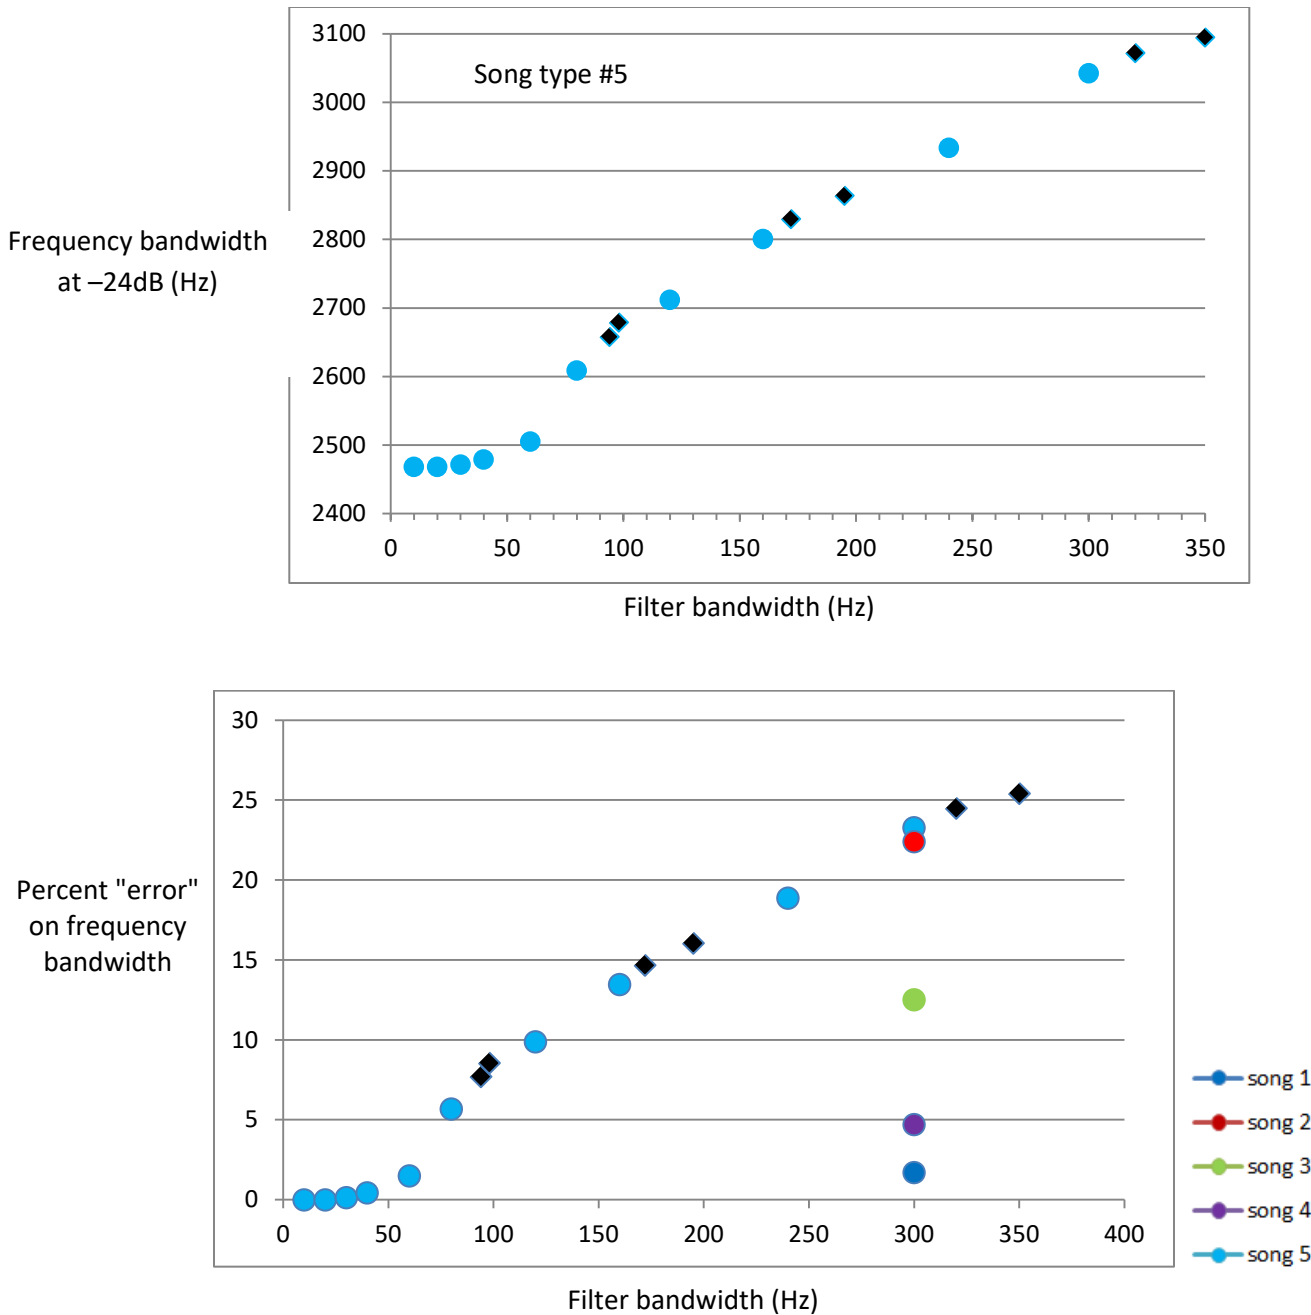 3100
3000
2900
2800
2700
2600
2500
2400
Song type #5
Frequency bandwidth
at –24dB (Hz)
0 50 100 150 200 250 300 350
Filter bandwidth (Hz)
30
25
20
15
10
5
0
Percent "error"
on frequency
bandwidth
0 50 100 150 200 250 300 350 400
Filter bandwidth (Hz)
song 1
song 2
song 3
song 4
song 5